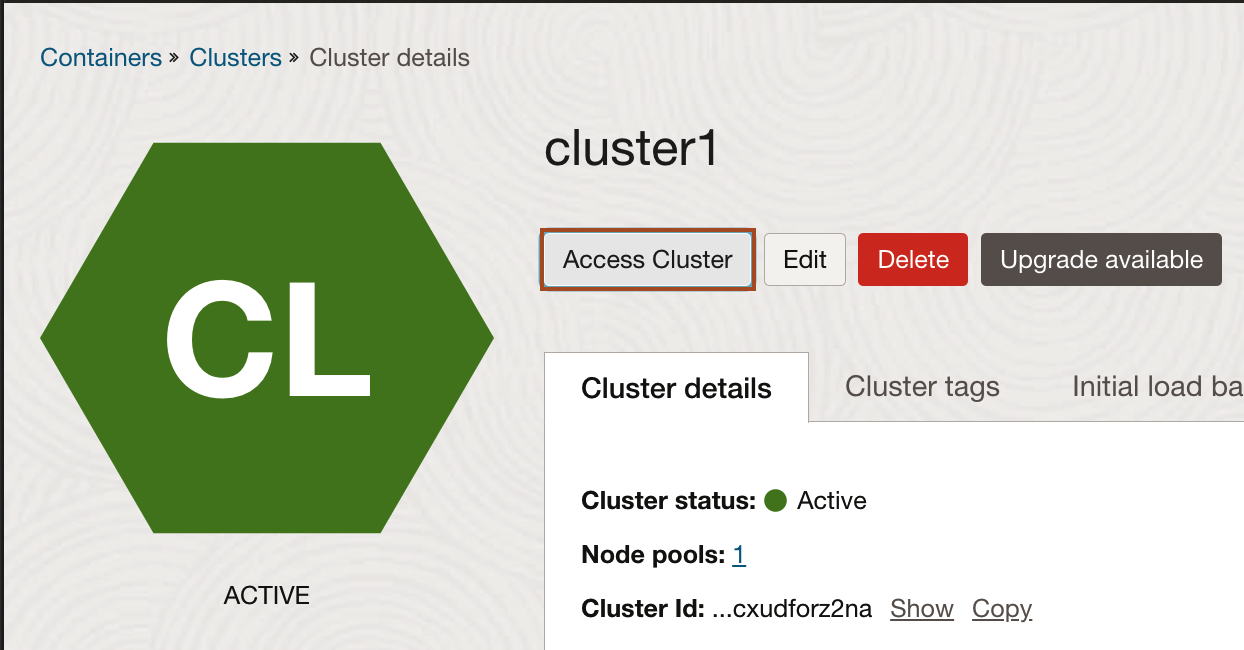 Containers » Clusters » Cluster details
cluster1
Access Cluster Edit Delete Upgrade available
CL
ACTIVE
Cluster details Cluster tags Initial load ba
Cluster status: Active
Node pools: 1
Cluster Id: ...cxudforz2na Show Copy